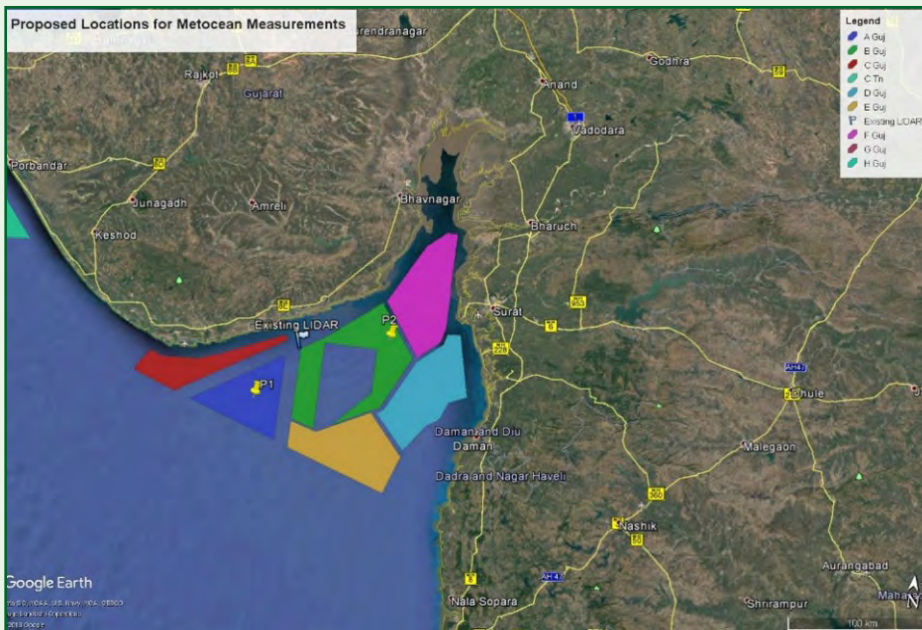 Proposed Locations for Metocean Measurements
Legend
A Guj
B Guj
C Guj
C Tn
D Guj
E Guj
Existing LIDAR
F Guj
G Guj
H Guj
Rajkot
Gujarat
Godhra
Anand
Vadodara
Porbandar
Junagadh
Amreli
Bhavnagar
Keshod
Bharuch
Surat
Existing LIDAR
P2
P1
Dhule
Daman and Diu
Daman
Malegaon
Dadra and Nagar Haveli
Nashik
Aurangabad
Google Earth
AH 47
Nala Sopara
Shrirampur
N
100 km